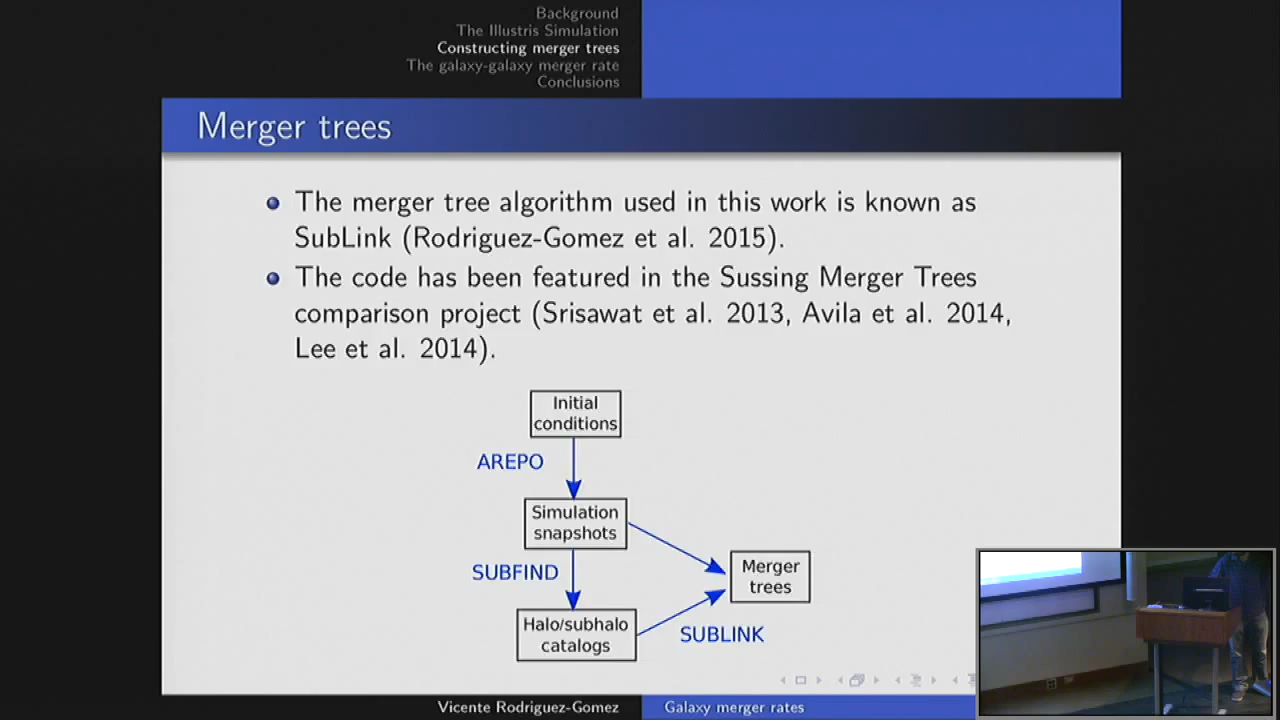 Background
The Illustris Simulation
Constructing merger trees
The galaxy-galaxy merger rate
Conclusions
Merger trees
The merger tree algorithm used in this work is known as
SubLink (Rodriguez-Gomez et al. 2015).
The code has been featured in the Sussing Merger Trees
comparison project (Srisawat et al. 2013, Avila et al. 2014,
Lee et al. 2014).
Initial
conditions
AREPO
Simulation
snapshots
SUBFIND
Merger
trees
Halo/subhalo
catalogs
SUBLINK
Vicente Rodriguez-Gomez
Galaxy merger rates